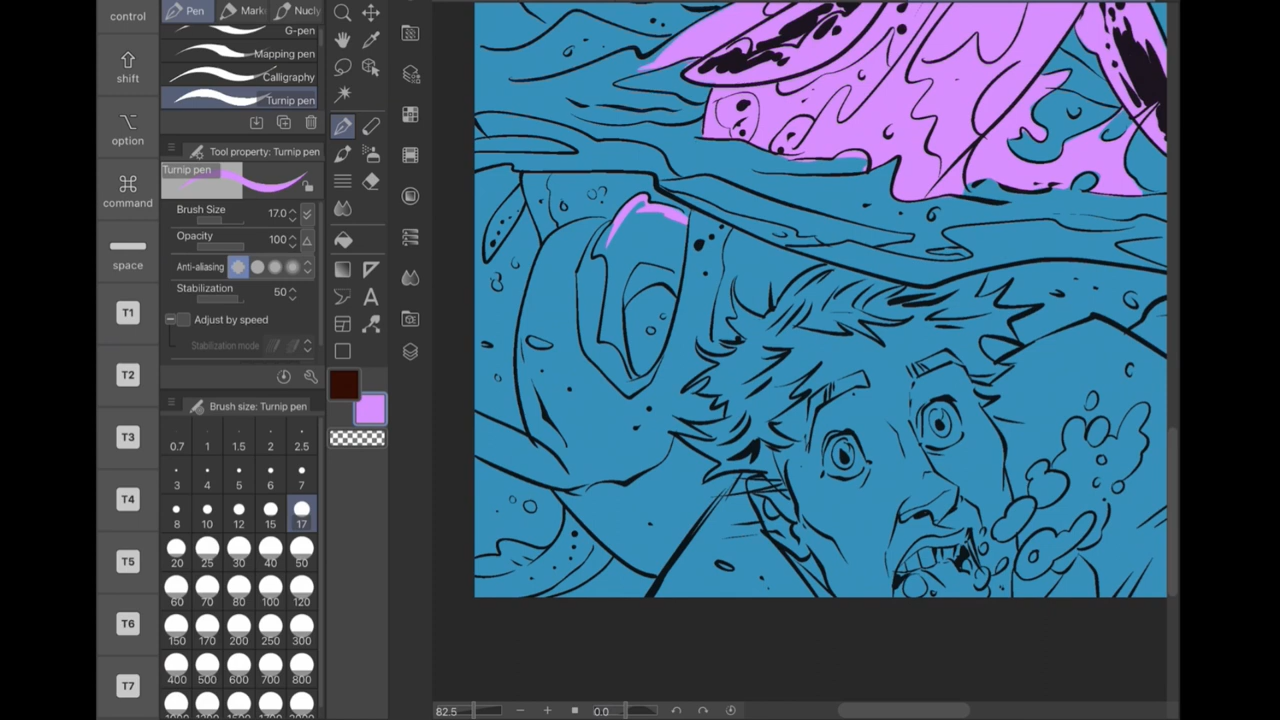 control
shift
option
command
space
T1
T2
T3
T4
T5
T6
T7
Pen
Mark
Nucly
G-pen
Mapping pen
Calligraphy
Turnip pen
Tool property: Turnip pen
Turnip pen
Brush Size 17.0
Opacity 100
Anti-aliasing
Stabilization 50
Adjust by speed
Stabilization mode
Brush size: Turnip pen
0.7 1 1.5 2 2.5
3 4 5 6 7
8 10 12 15 17
20 25 30 40 50
60 70 80 100 120
150 170 200 250 300
400 500 600 700 800
A
82.5 0.0